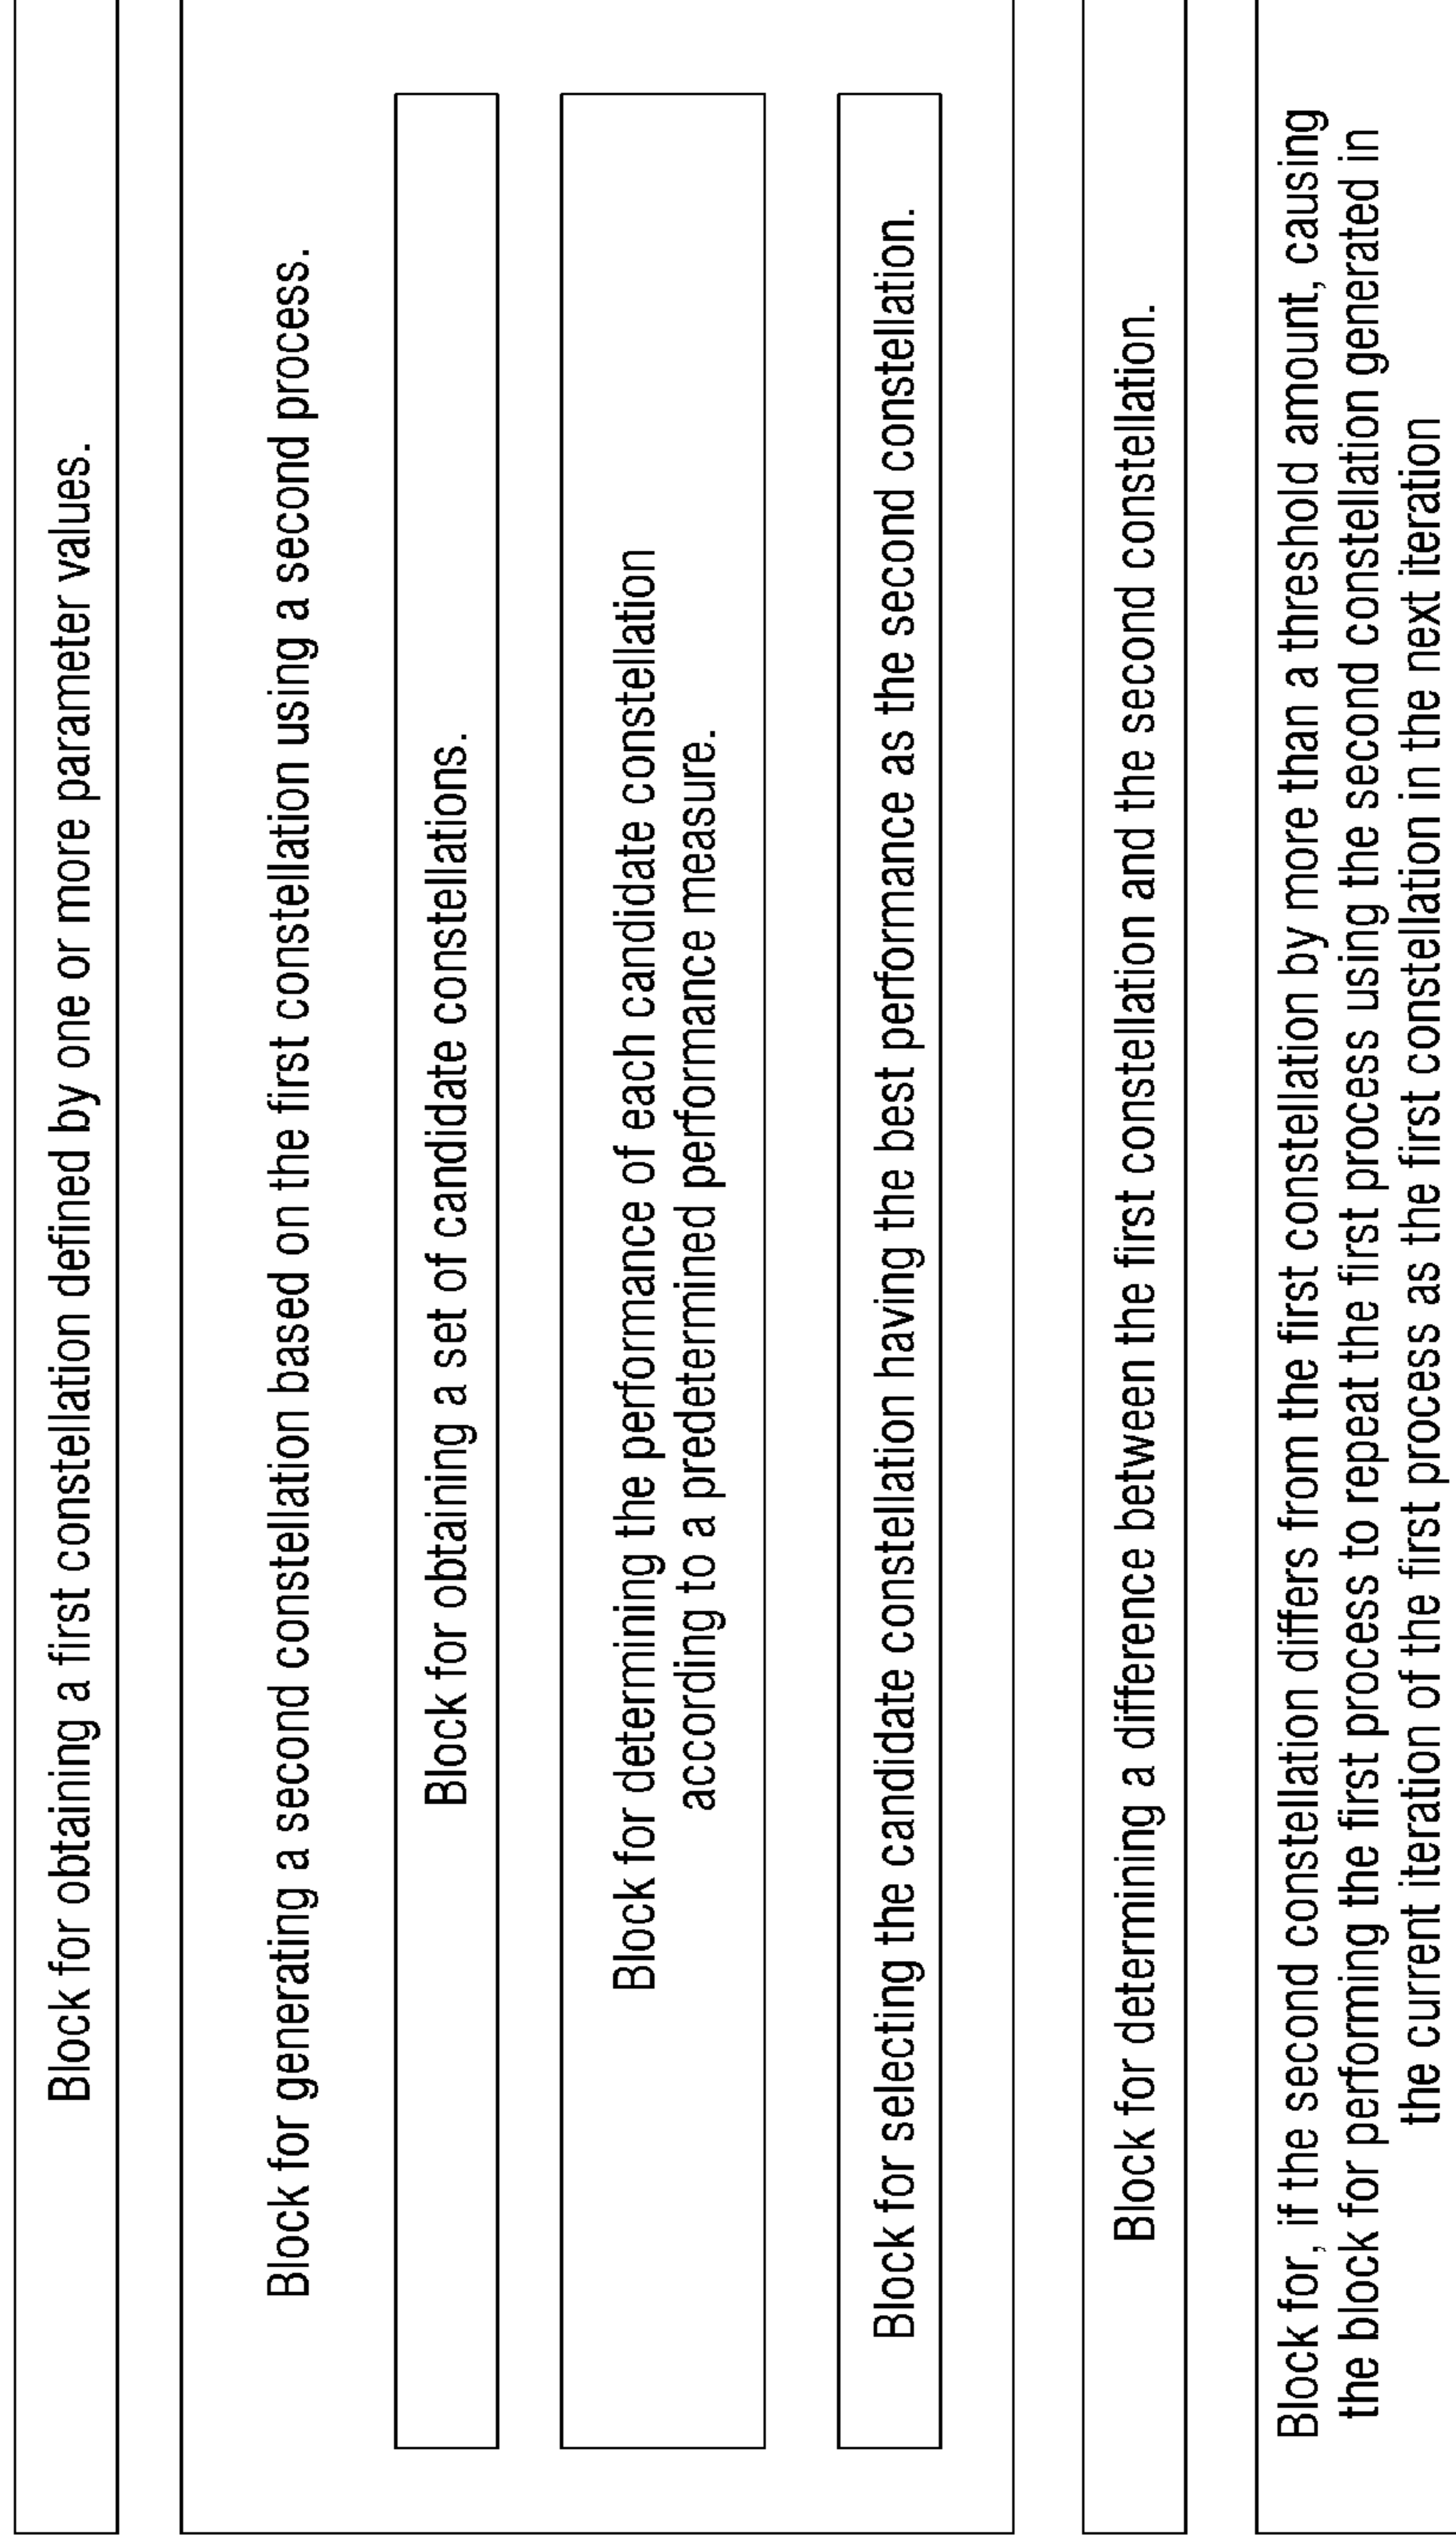 Block for obtaining a first constellation defined by one or more parameter values.
Block for generating a second constellation based on the first constellation using a second process.
Block for obtaining a set of candidate constellations.
Block for determining the performance of each candidate constellation
according to a predetermined performance measure.
Block for selecting the candidate constellation having the best performance as the second constellation.
Block for determining a difference between the first constellation and the second constellation.
Block for, if the second constellation differs from the first constellation by more than a threshold amount, causing
the block for performing the first process to repeat the first process using the second constellation generated in
the current iteration of the first process as the first constellation in the next iteration